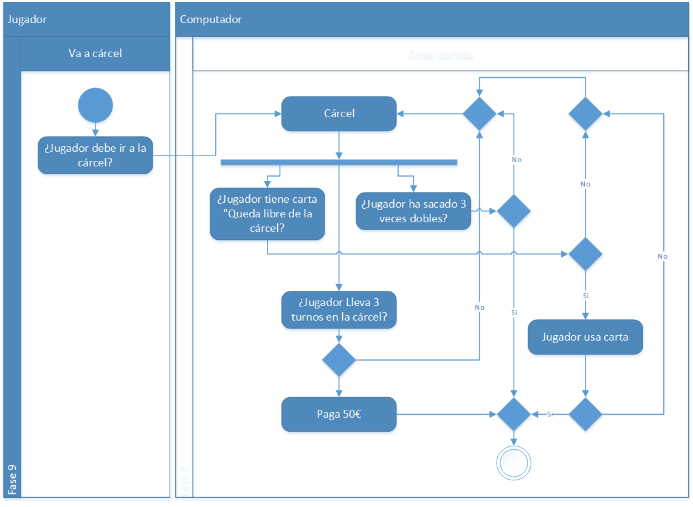 Jugador
Computador
Va a cárcel
Crear partida
Cárcel
¿Jugador debe ir a la
cárcel?
No
¿Jugador tiene carta
"Queda libre de la
cárcel?
¿Jugador ha sacado 3
veces dobles?
No
No
Si
¿Jugador Lleva 3
turnos en la cárcel?
No
Si
Jugador usa carta
Paga 50€
Si
Fase 9